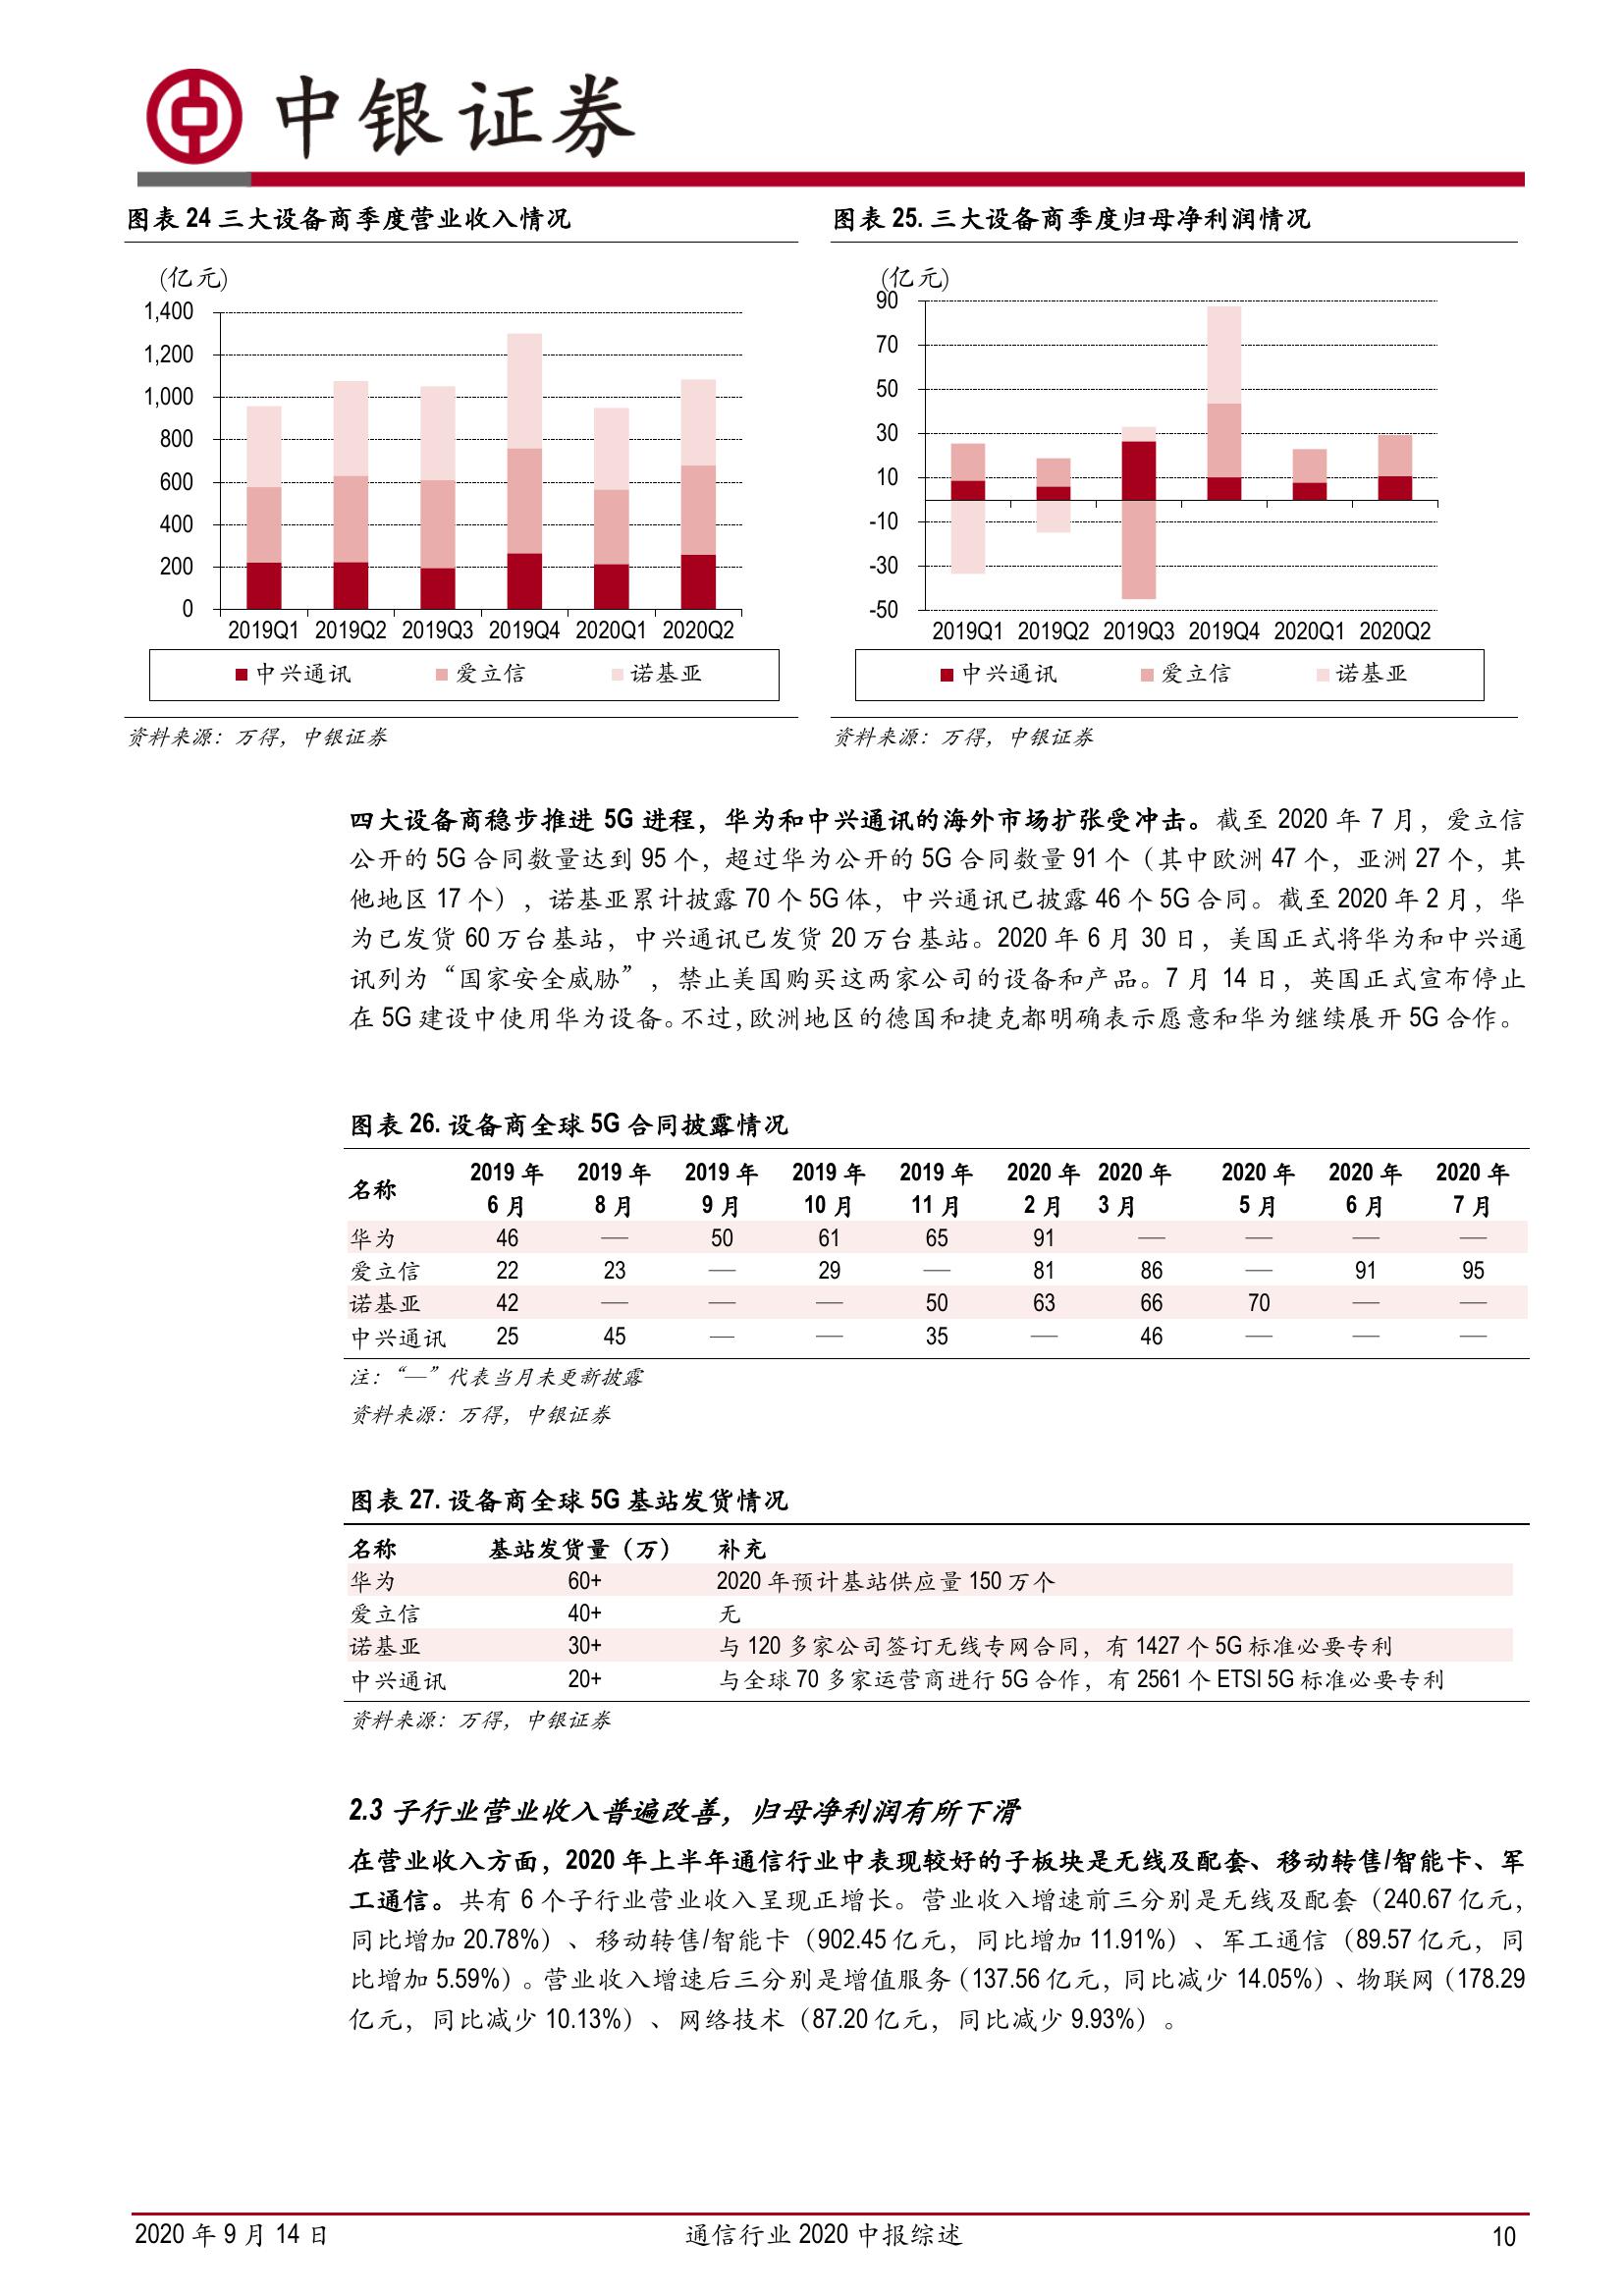 中银证券
图表 24 三大设备商季度营业收入情况
(亿元)
1,400
1,200
1,000
800
600
400
200
0
2019Q1 2019Q2 2019Q3 2019Q4 2020Q1 2020Q2
中兴通讯 爱立信 诺基亚
资料来源：万得，中银证券
图表 25. 三大设备商季度归母净利润情况
(亿元)
90
70
50
30
10
-10
-30
-50
2019Q1 2019Q2 2019Q3 2019Q4 2020Q1 2020Q2
中兴通讯 爱立信 诺基亚
资料来源：万得，中银证券
四大设备商稳步推进 5G 进程，华为和中兴通讯的海外市场扩张受冲击。截至 2020 年 7 月，爱立信
公开的 5G 合同数量达到 95 个，超过华为公开的 5G 合同数量 91 个（其中欧洲 47 个，亚洲 27 个，其
他地区 17 个），诺基亚累计披露 70 个 5G 体，中兴通讯已披露 46 个 5G 合同。截至 2020 年 2 月，华
为已发货 60 万台基站，中兴通讯已发货 20 万台基站。2020 年 6 月 30 日，美国正式将华为和中兴通
讯列为“国家安全威胁”，禁止美国购买这两家公司的设备和产品。7 月 14 日，英国正式宣布停止
在 5G 建设中使用华为设备。不过，欧洲地区的德国和捷克都明确表示愿意和华为继续展开 5G 合作。
图表 26. 设备商全球 5G 合同披露情况
名称 2019 年 6 月 2019 年 8 月 2019 年 9 月 2019 年 10 月 2019 年 11 月 2020 年 2 月 2020 年 3 月 2020 年 5 月 2020 年 6 月 2020 年 7 月
华为 46 — 50 61 65 91 — — — —
爱立信 22 23 — 29 — 81 86 — 91 95
诺基亚 42 — — — 50 63 66 70 — —
中兴通讯 25 45 — — 35 — 46 — — —
注：“—”代表当月未更新披露
资料来源：万得，中银证券
图表 27. 设备商全球 5G 基站发货情况
名称 基站发货量（万） 补充
华为 60+ 2020 年预计基站供应量 150 万个
爱立信 40+ 无
诺基亚 30+ 与 120 多家公司签订无线专网合同，有 1427 个 5G 标准必要专利
中兴通讯 20+ 与全球 70 多家运营商进行 5G 合作，有 2561 个 ETSI 5G 标准必要专利
资料来源：万得，中银证券
2.3 子行业营业收入普遍改善，归母净利润有所下滑
在营业收入方面，2020 年上半年通信行业中表现较好的子板块是无线及配套、移动转售/智能卡、军
工通信。共有 6 个子行业营业收入呈现正增长。营业收入增速前三分别是无线及配套（240.67 亿元，
同比增加 20.78%）、移动转售/智能卡（902.45 亿元，同比增加 11.91%）、军工通信（89.57 亿元，同
比增加 5.59%）。营业收入增速后三分别是增值服务（137.56 亿元，同比减少 14.05%）、物联网（178.29
亿元，同比减少 10.13%）、网络技术（87.20 亿元，同比减少 9.93%）。
2020 年 9 月 14 日 通信行业 2020 中报综述 10